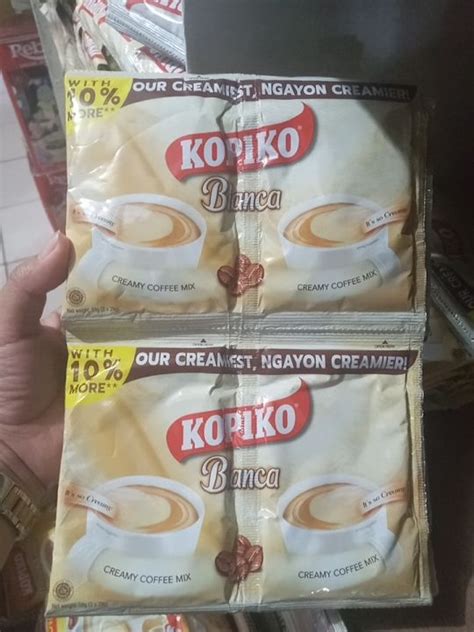 WITH
10%
MORE**
OUR CREAMIEST, NGAYON CREAMIER!
KOPIKO
Blanca
It's so Creamy
It's so Creamy
CREAMY COFFEE MIX
CREAMY COFFEE MIX
WITH
10%
MORE**
OUR CREAMIEST, NGAYON CREAMIER!
KOPIKO
Blanca
It's so Creamy
It's so Creamy
CREAMY COFFEE MIX
CREAMY COFFEE MIX